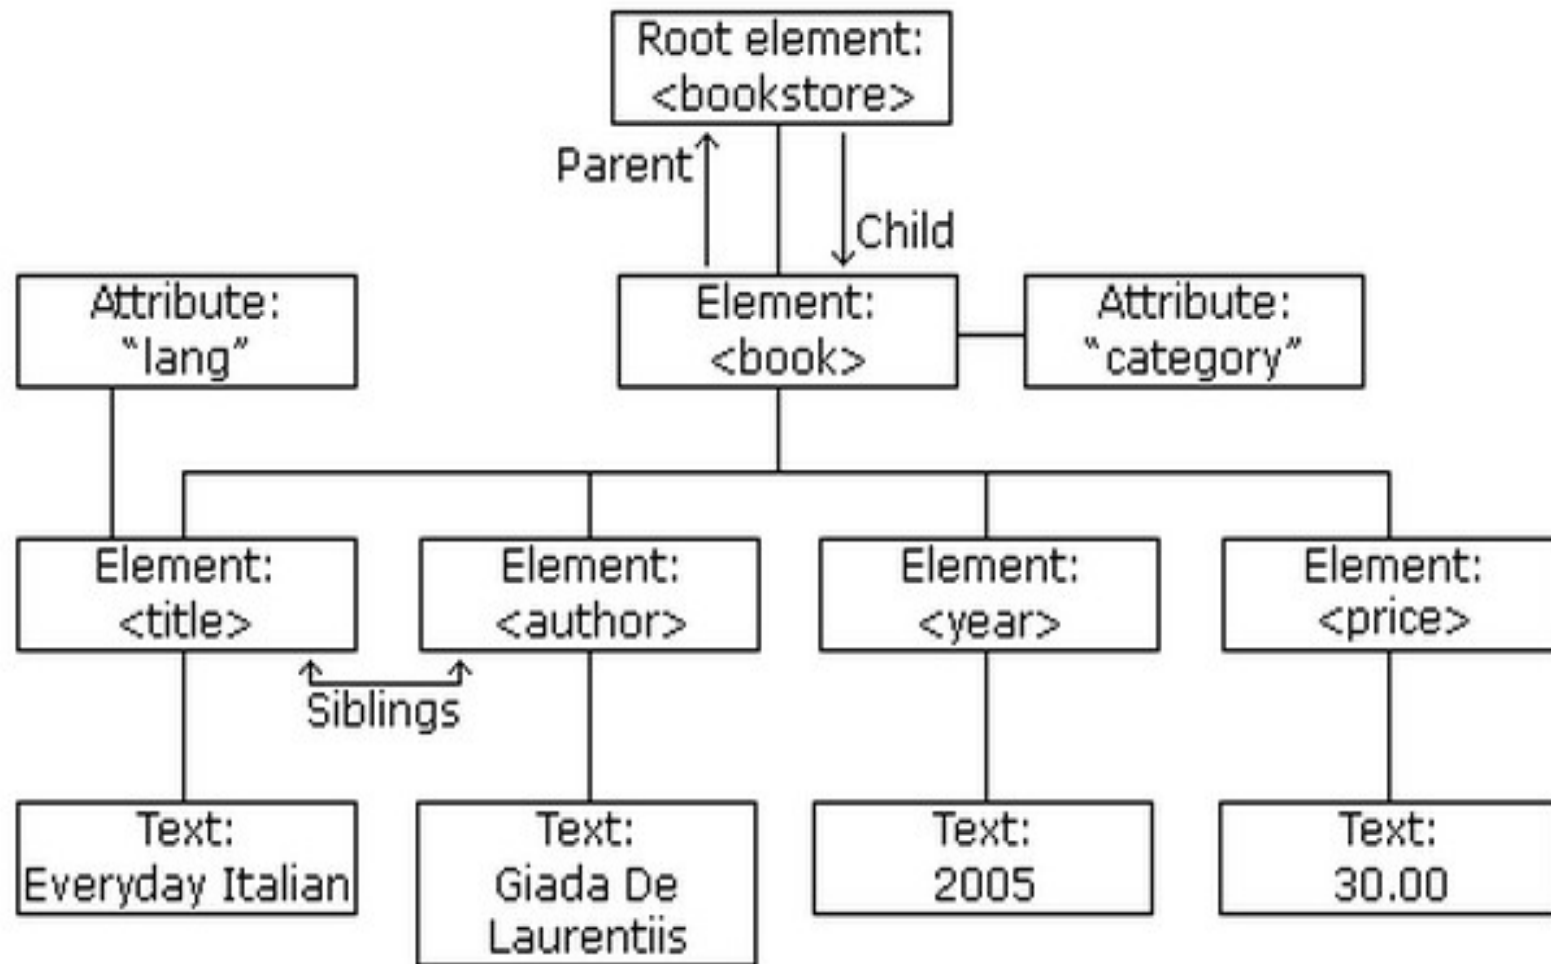 Root element:
<bookstore>
Parent
Child
Attribute:
"lang"
Element:
<book>
Attribute:
"category"
Element:
<title>
Element:
<author>
Element:
<year>
Element:
<price>
Siblings
Text:
Everyday Italian
Text:
Giada De
Laurentiis
Text:
2005
Text:
30.00